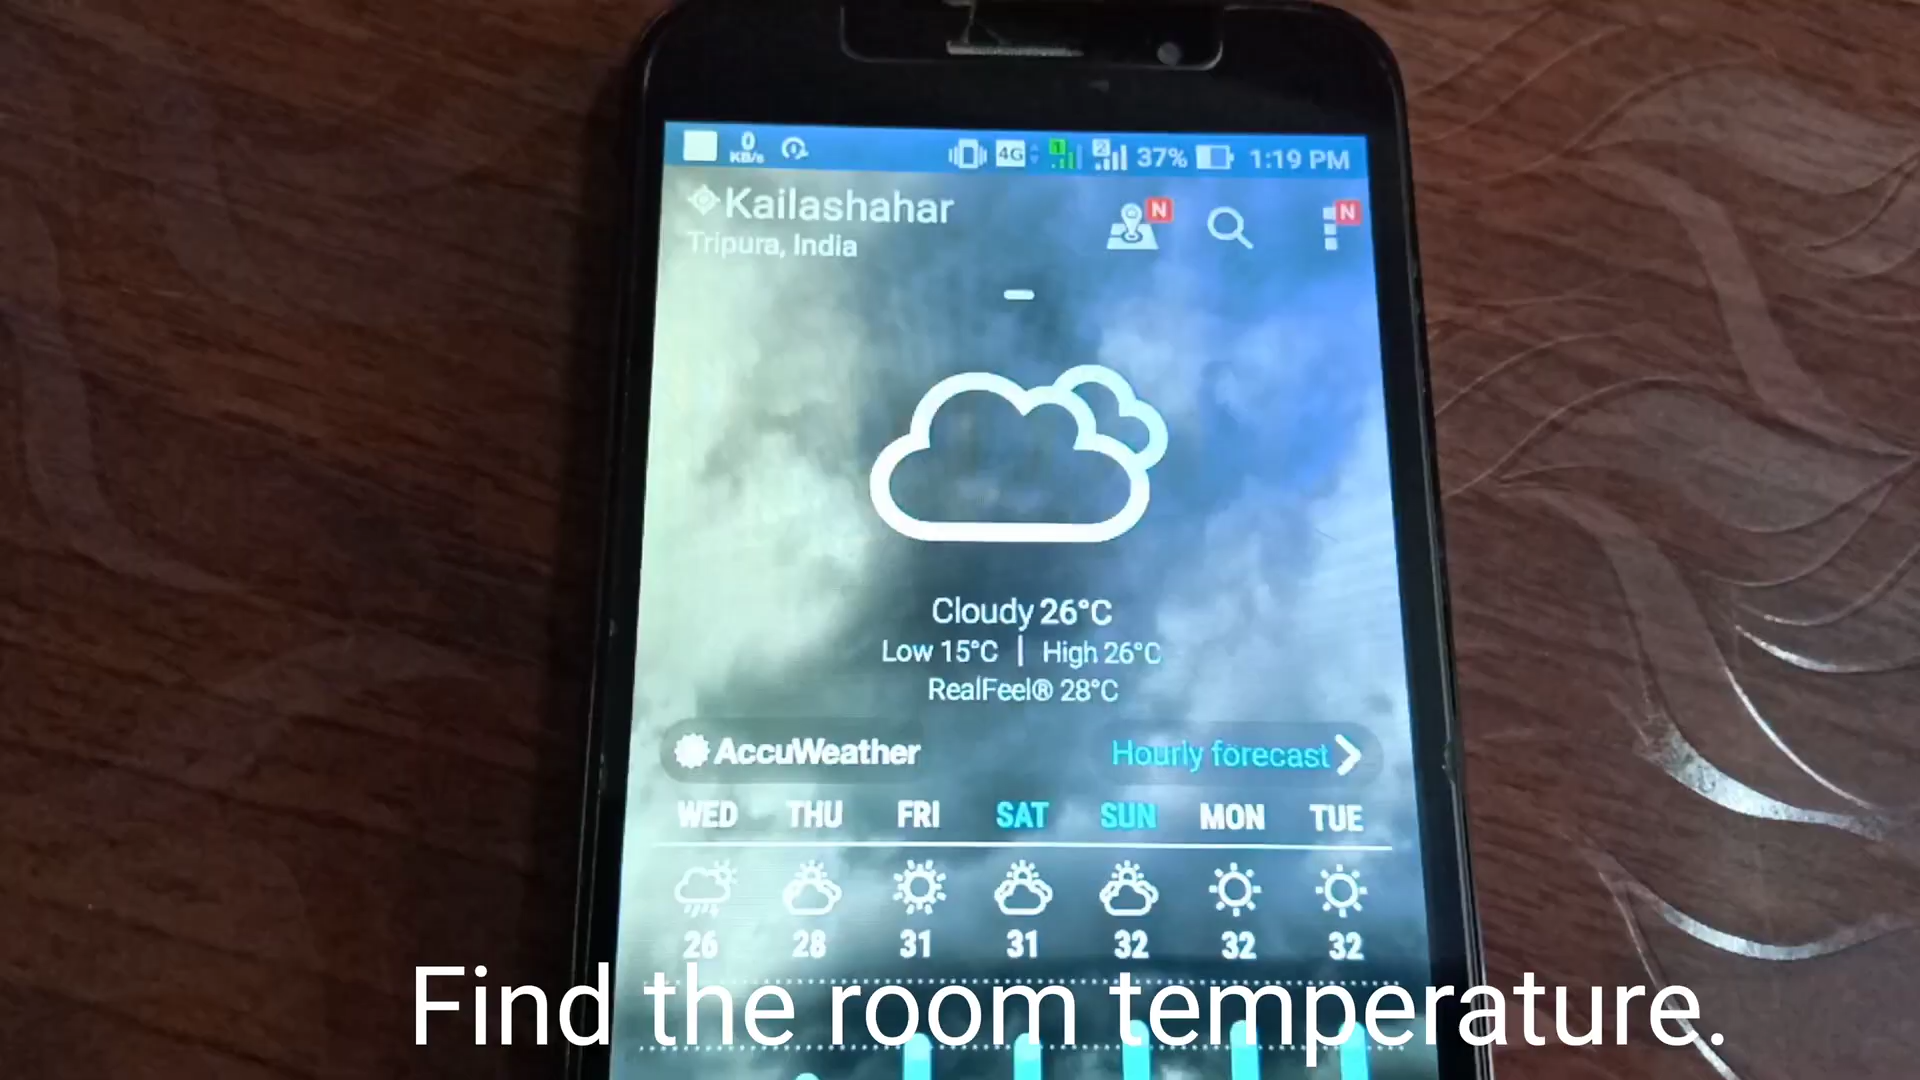 0
KB/s
4G 1 2 37% 1:19 PM
Kailashahar
N
N
Tripura, India
Cloudy 26°C
Low 15°C | High 26°C
RealFeel® 28°C
AccuWeather
Hourly forecast
WED THU FRI SAT SUN MON TUE
26 28 31 31 32 32 32
Find the room temperature.